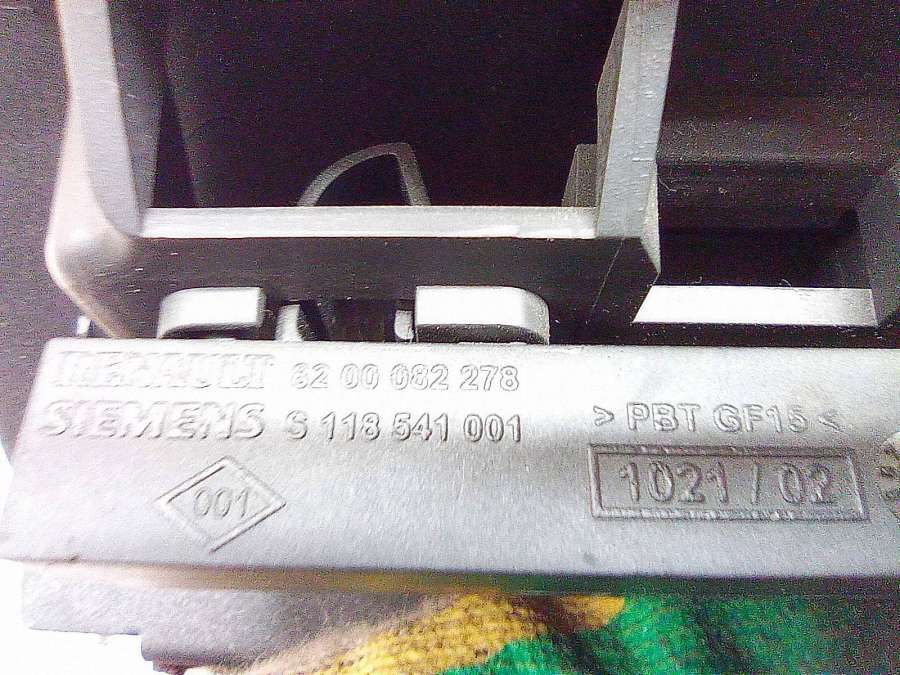 RENAULT 82 00 082 278
SIEMENS S 118 541 001
> PBT GF15 <
001
1021 / 02